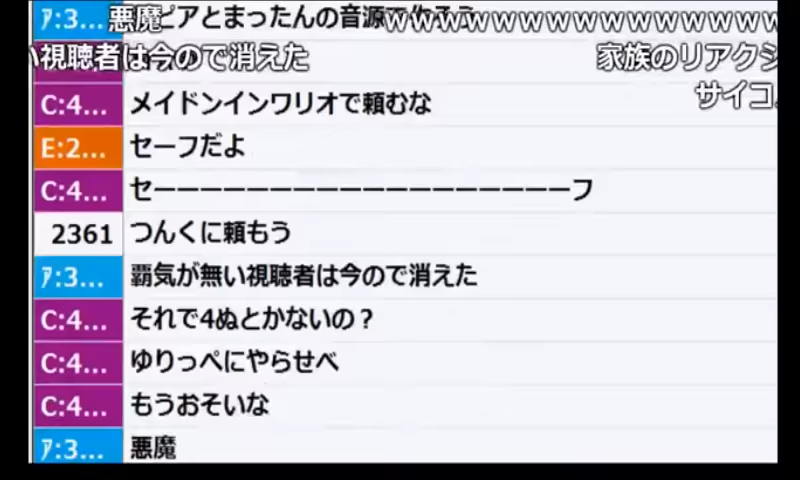 ｱ:3... ピアとまったんの音源で作ろう
悪魔
wwwwwwwwwwwwwww
い視聴者は今ので消えた
家族のリアクシ
サイコ
C:4... メイドンインワリオで頼むな
E:2... セーフだよ
C:4... セーーーーーーーーーーーーーーーーーーフ
2361 つんくに頼もう
ｱ:3... 覇気が無い視聴者は今ので消えた
C:4... それで4ぬとかないの？
C:4... ゆりっぺにやらせべ
C:4... もうおそいな
ｱ:3... 悪魔